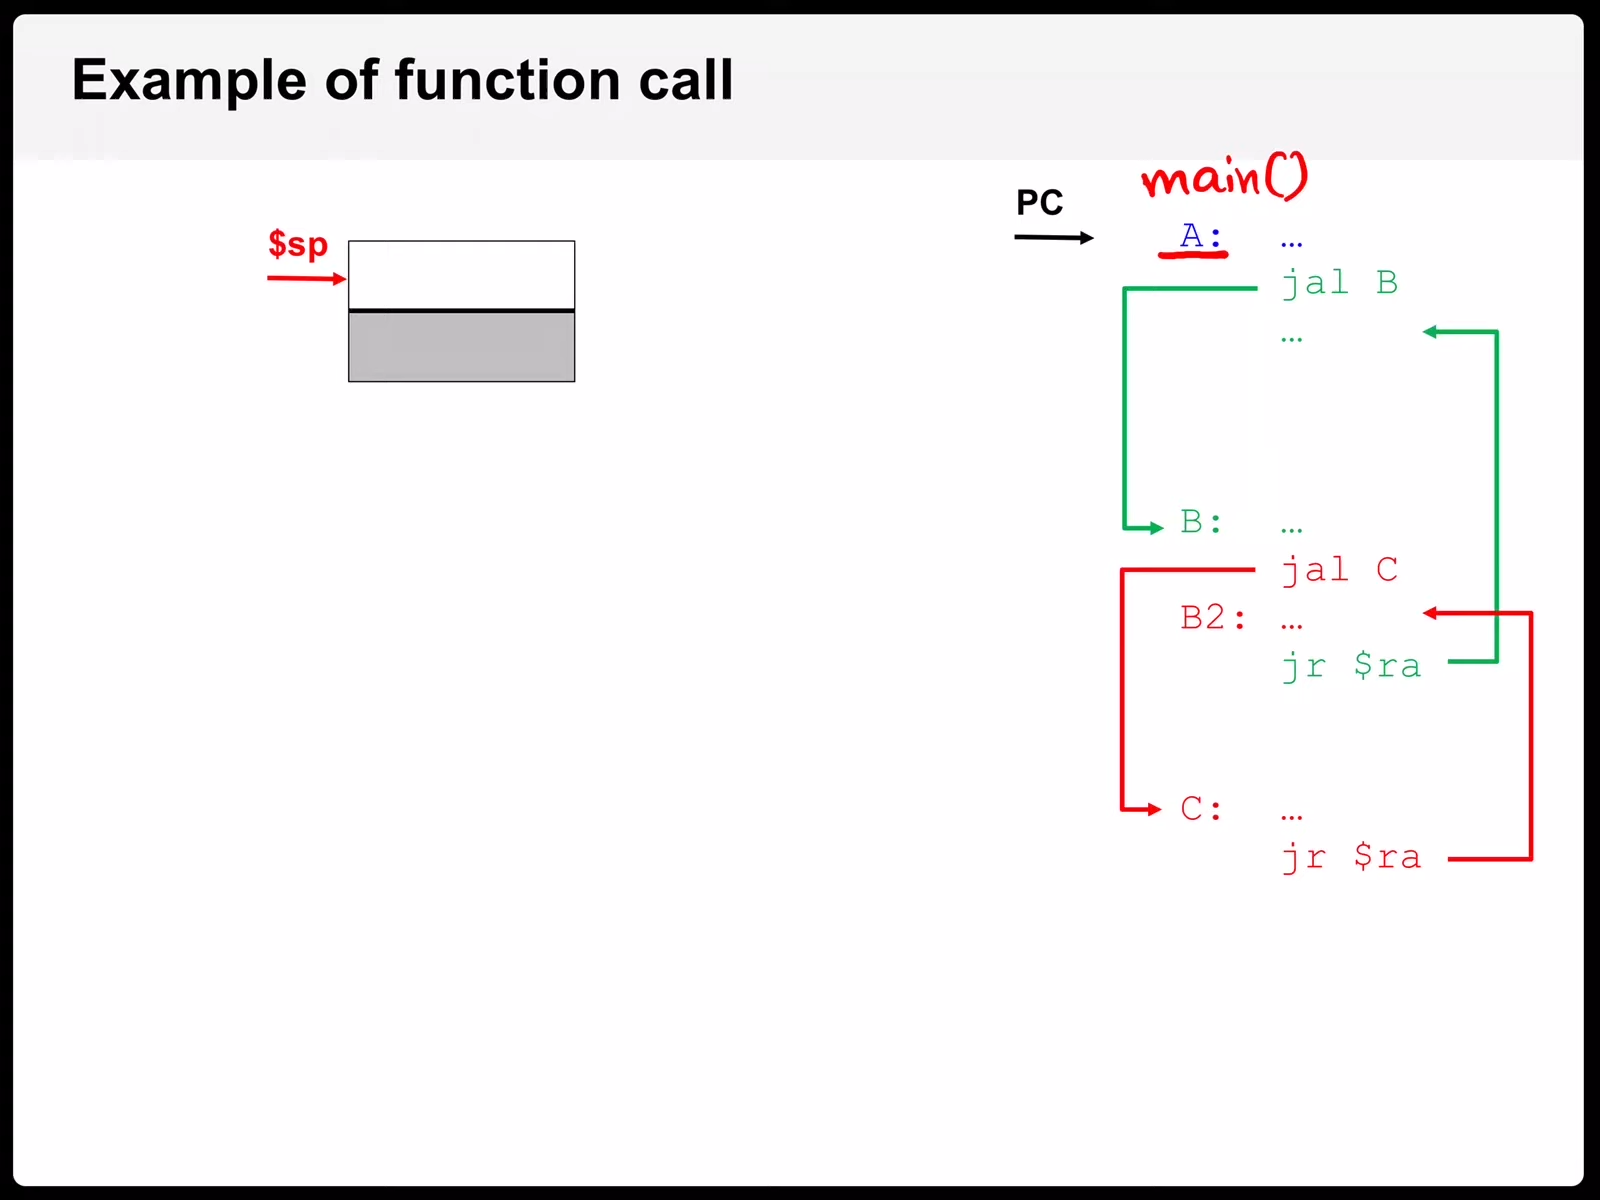 Example of function call
main()
PC
$sp
A: …
jal B
…
B: …
jal C
B2: …
jr $ra
C: …
jr $ra